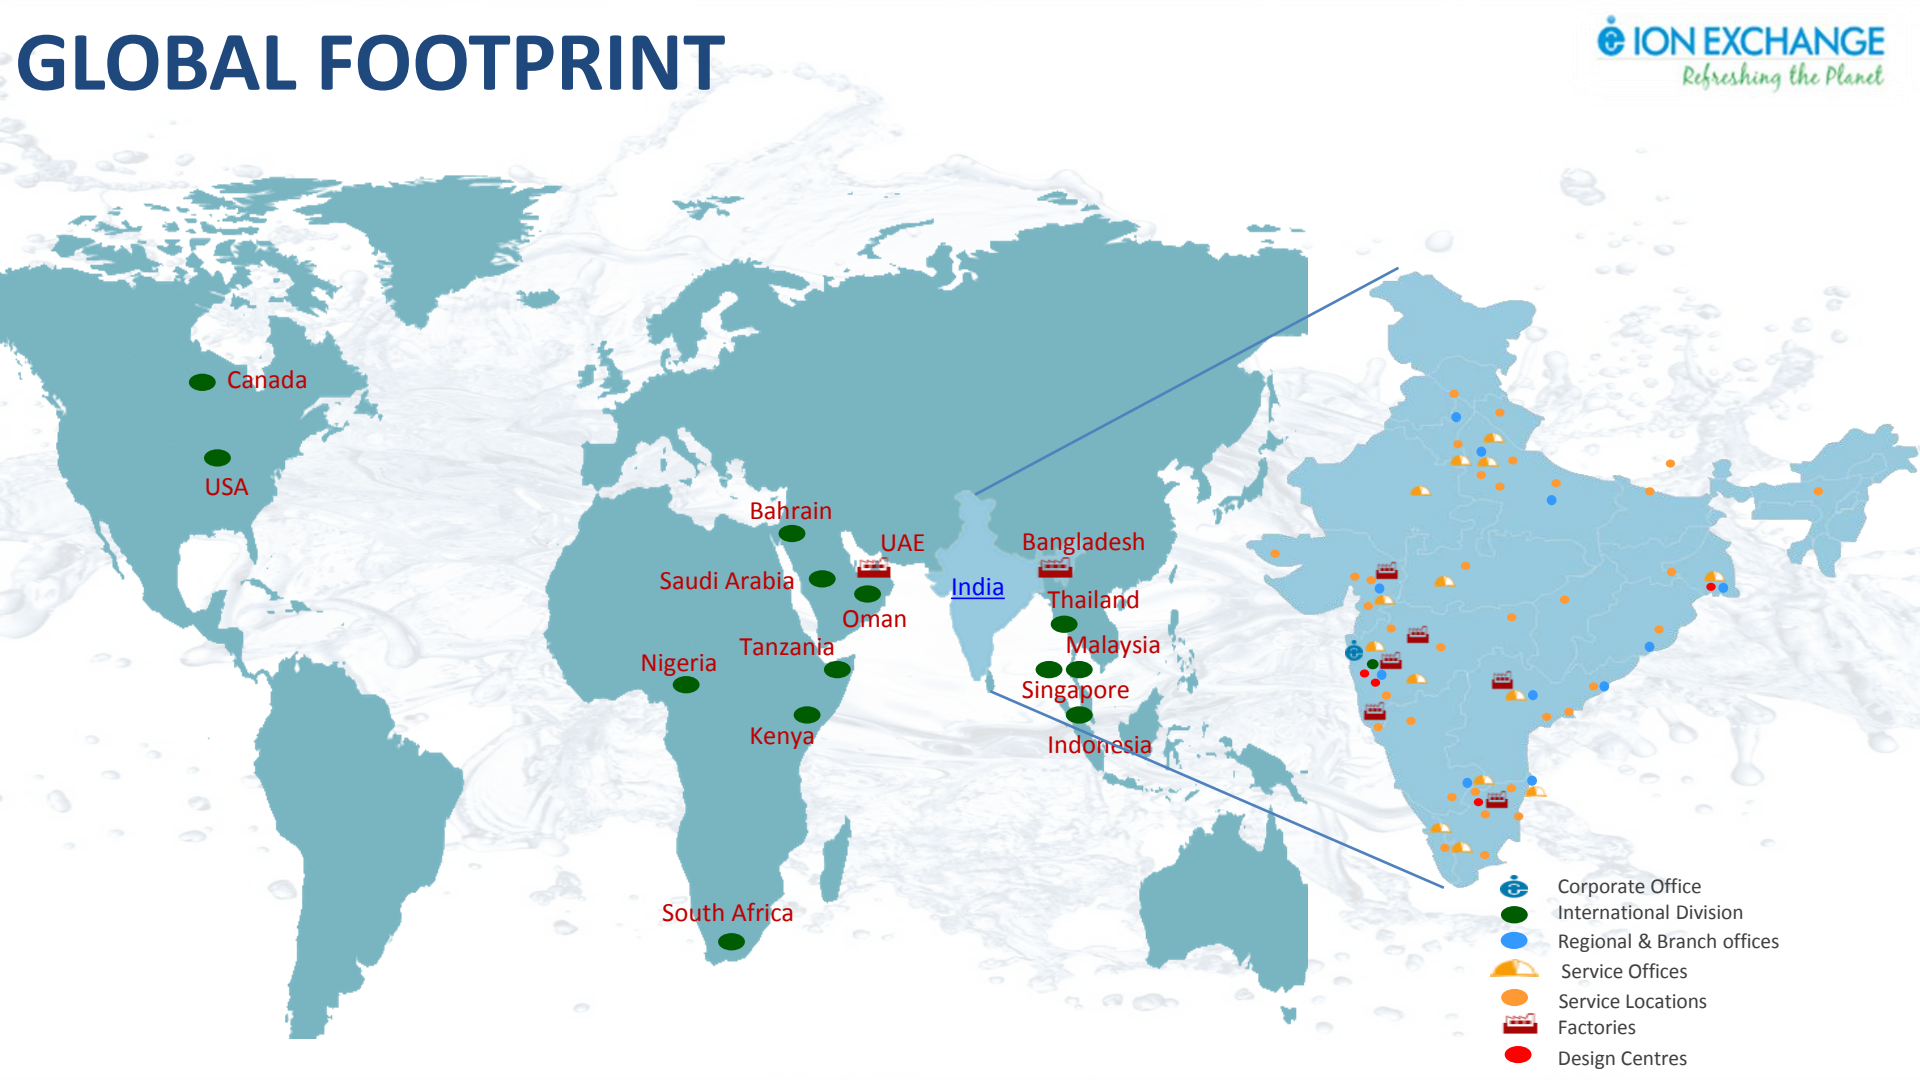 GLOBAL FOOTPRINT
ION EXCHANGE
Refreshing the Planet
Canada
USA
Bahrain
UAE
Bangladesh
Saudi Arabia
India
Thailand
Oman
Tanzania
Malaysia
Nigeria
Singapore
Kenya
Indonesia
South Africa
Corporate Office
International Division
Regional & Branch offices
Service Offices
Service Locations
Factories
Design Centres